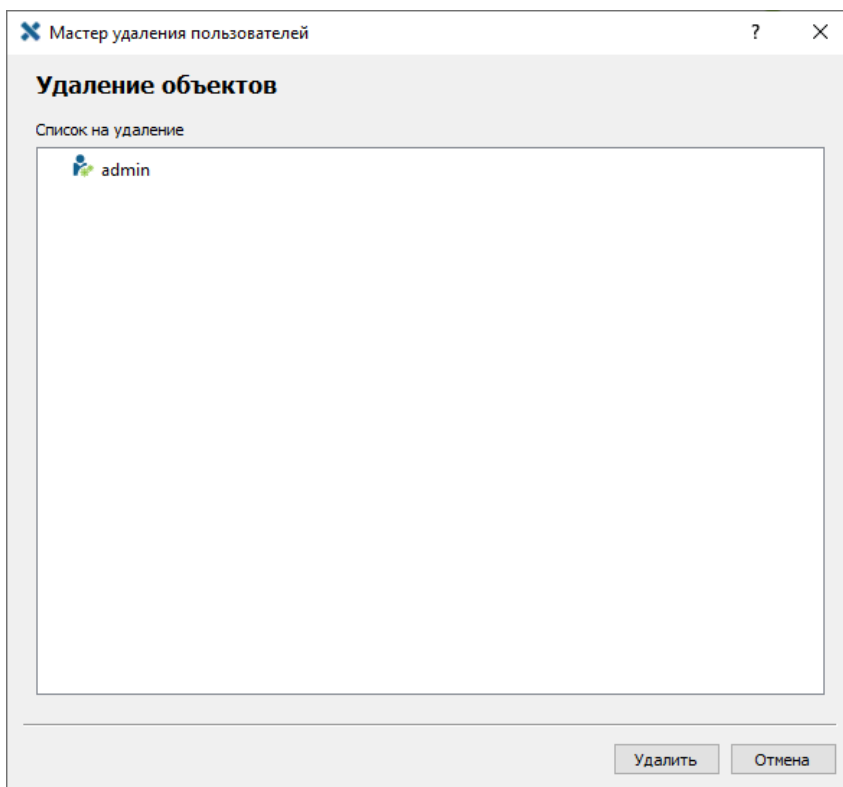 Мастер удаления пользователей ?
Удаление объектов
Список на удаление
admin
Удалить Отмена